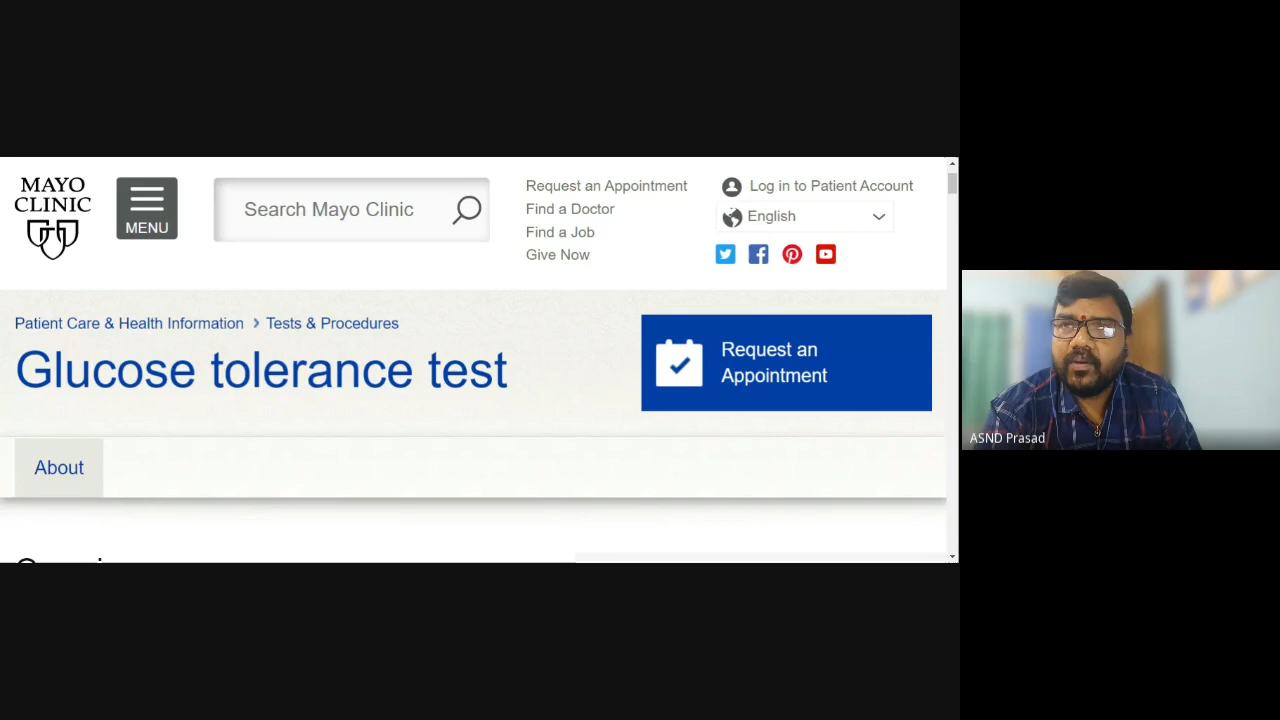 MAYO
CLINIC
MENU
Search Mayo Clinic
Request an Appointment
Find a Doctor
Find a Job
Give Now
Log in to Patient Account
English
Patient Care & Health Information › Tests & Procedures
Glucose tolerance test
Request an
Appointment
About
ASND Prasad